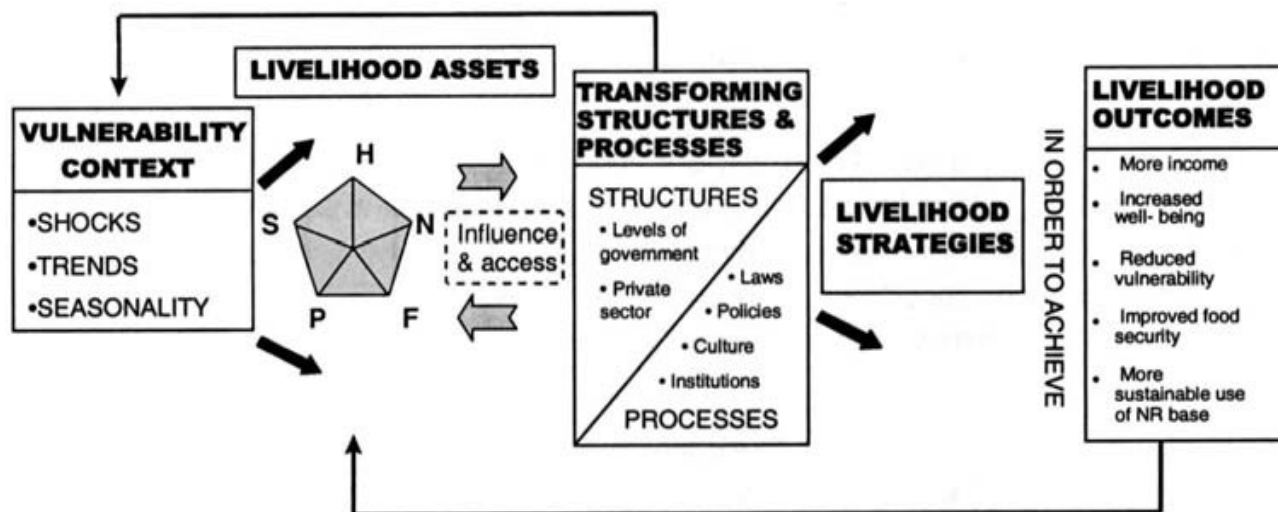 LIVELIHOOD ASSETS
VULNERABILITY
CONTEXT
•SHOCKS
•TRENDS
•SEASONALITY
H
S
N
P
F
Influence
& access
TRANSFORMING
STRUCTURES &
PROCESSES
STRUCTURES
• Levels of
government
• Private
sector
• Laws
• Policies
• Culture
• Institutions
PROCESSES
LIVELIHOOD
STRATEGIES
IN ORDER TO ACHIEVE
LIVELIHOOD
OUTCOMES
• More income
• Increased
well- being
• Reduced
vulnerability
• Improved food
security
• More
sustainable use
of NR base